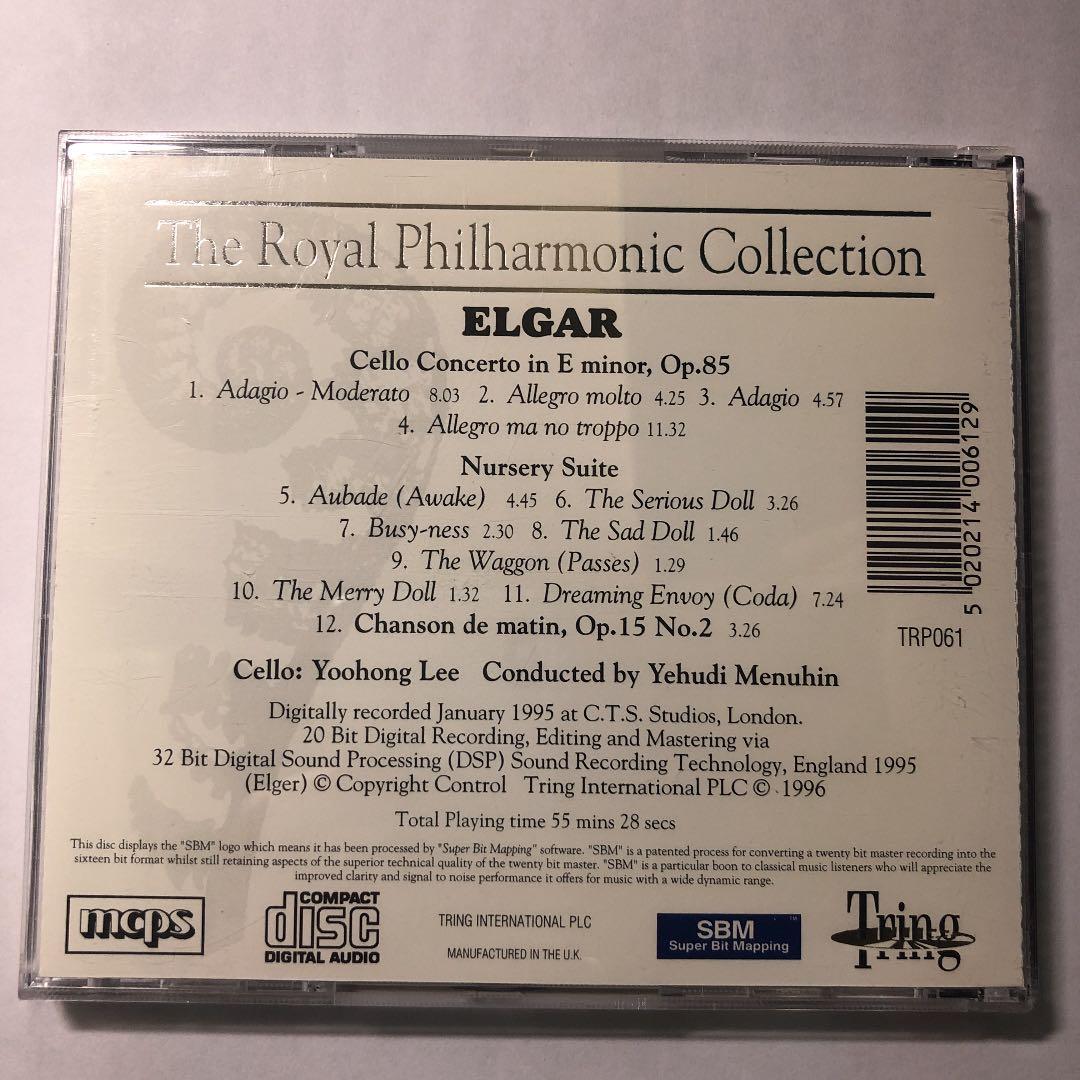 The Royal Philharmonic Collection
ELGAR
Cello Concerto in E minor, Op.85
1. Adagio - Moderato 8.03 2. Allegro molto 4.25 3. Adagio 4.57
4. Allegro ma no troppo 11.32
Nursery Suite
5. Aubade (Awake) 4.45 6. The Serious Doll 3.26
7. Busy-ness 2.30 8. The Sad Doll 1.46
9. The Waggon (Passes) 1.29
10. The Merry Doll 1.32 11. Dreaming Envoy (Coda) 7.24
12. Chanson de matin, Op.15 No.2 3.26
5 020214 006129
TRP061
Cello: Yoohong Lee Conducted by Yehudi Menuhin
Digitally recorded January 1995 at C.T.S. Studios, London.
20 Bit Digital Recording, Editing and Mastering via
32 Bit Digital Sound Processing (DSP) Sound Recording Technology, England 1995
(Elger) © Copyright Control Tring International PLC © 1996
Total Playing time 55 mins 28 secs
This disc displays the "SBM" logo which means it has been processed by "Super Bit Mapping" software. "SBM" is a patented process for converting a twenty bit master recording into the
sixteen bit format whilst still retaining aspects of the superior technical quality of the twenty bit master. "SBM" is a particular boon to classical music listeners who will appreciate the
improved clarity and signal to noise performance it offers for music with a wide dynamic range.
mcps
COMPACT
disc
DIGITAL AUDIO
TRING INTERNATIONAL PLC
MANUFACTURED IN THE U.K.
SBM™
Super Bit Mapping
Tring